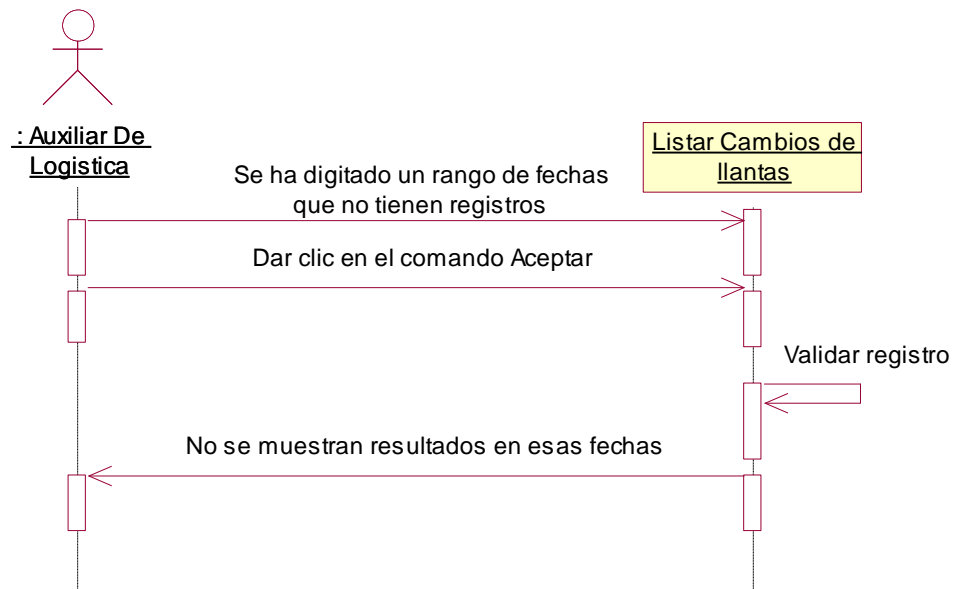 : Auxiliar De
Logistica
Listar Cambios de
llantas
Se ha digitado un rango de fechas
que no tienen registros
Dar clic en el comando Aceptar
Validar registro
No se muestran resultados en esas fechas